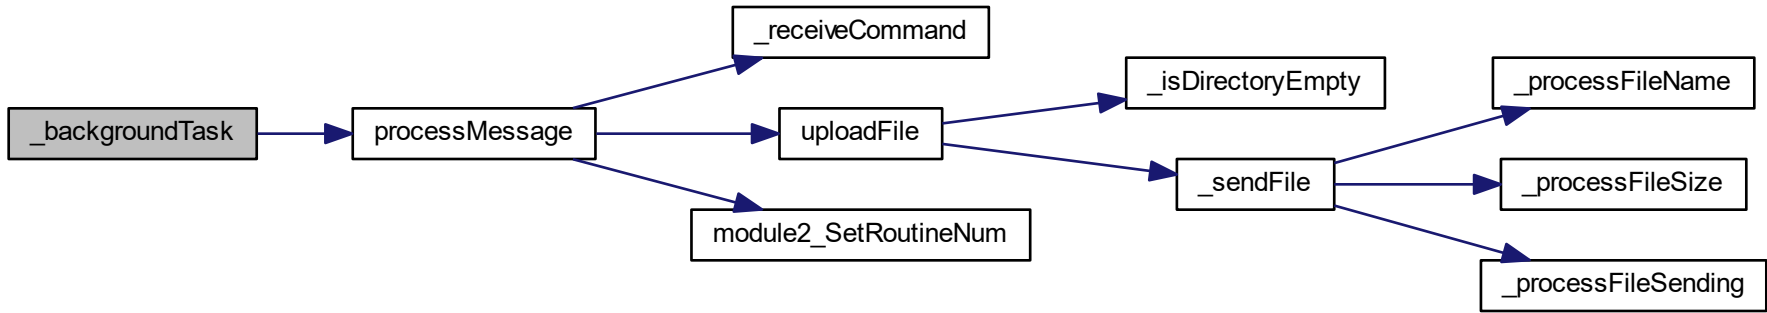 _backgroundTask
processMessage
_receiveCommand
uploadFile
module2_SetRoutineNum
_isDirectoryEmpty
_sendFile
_processFileName
_processFileSize
_processFileSending